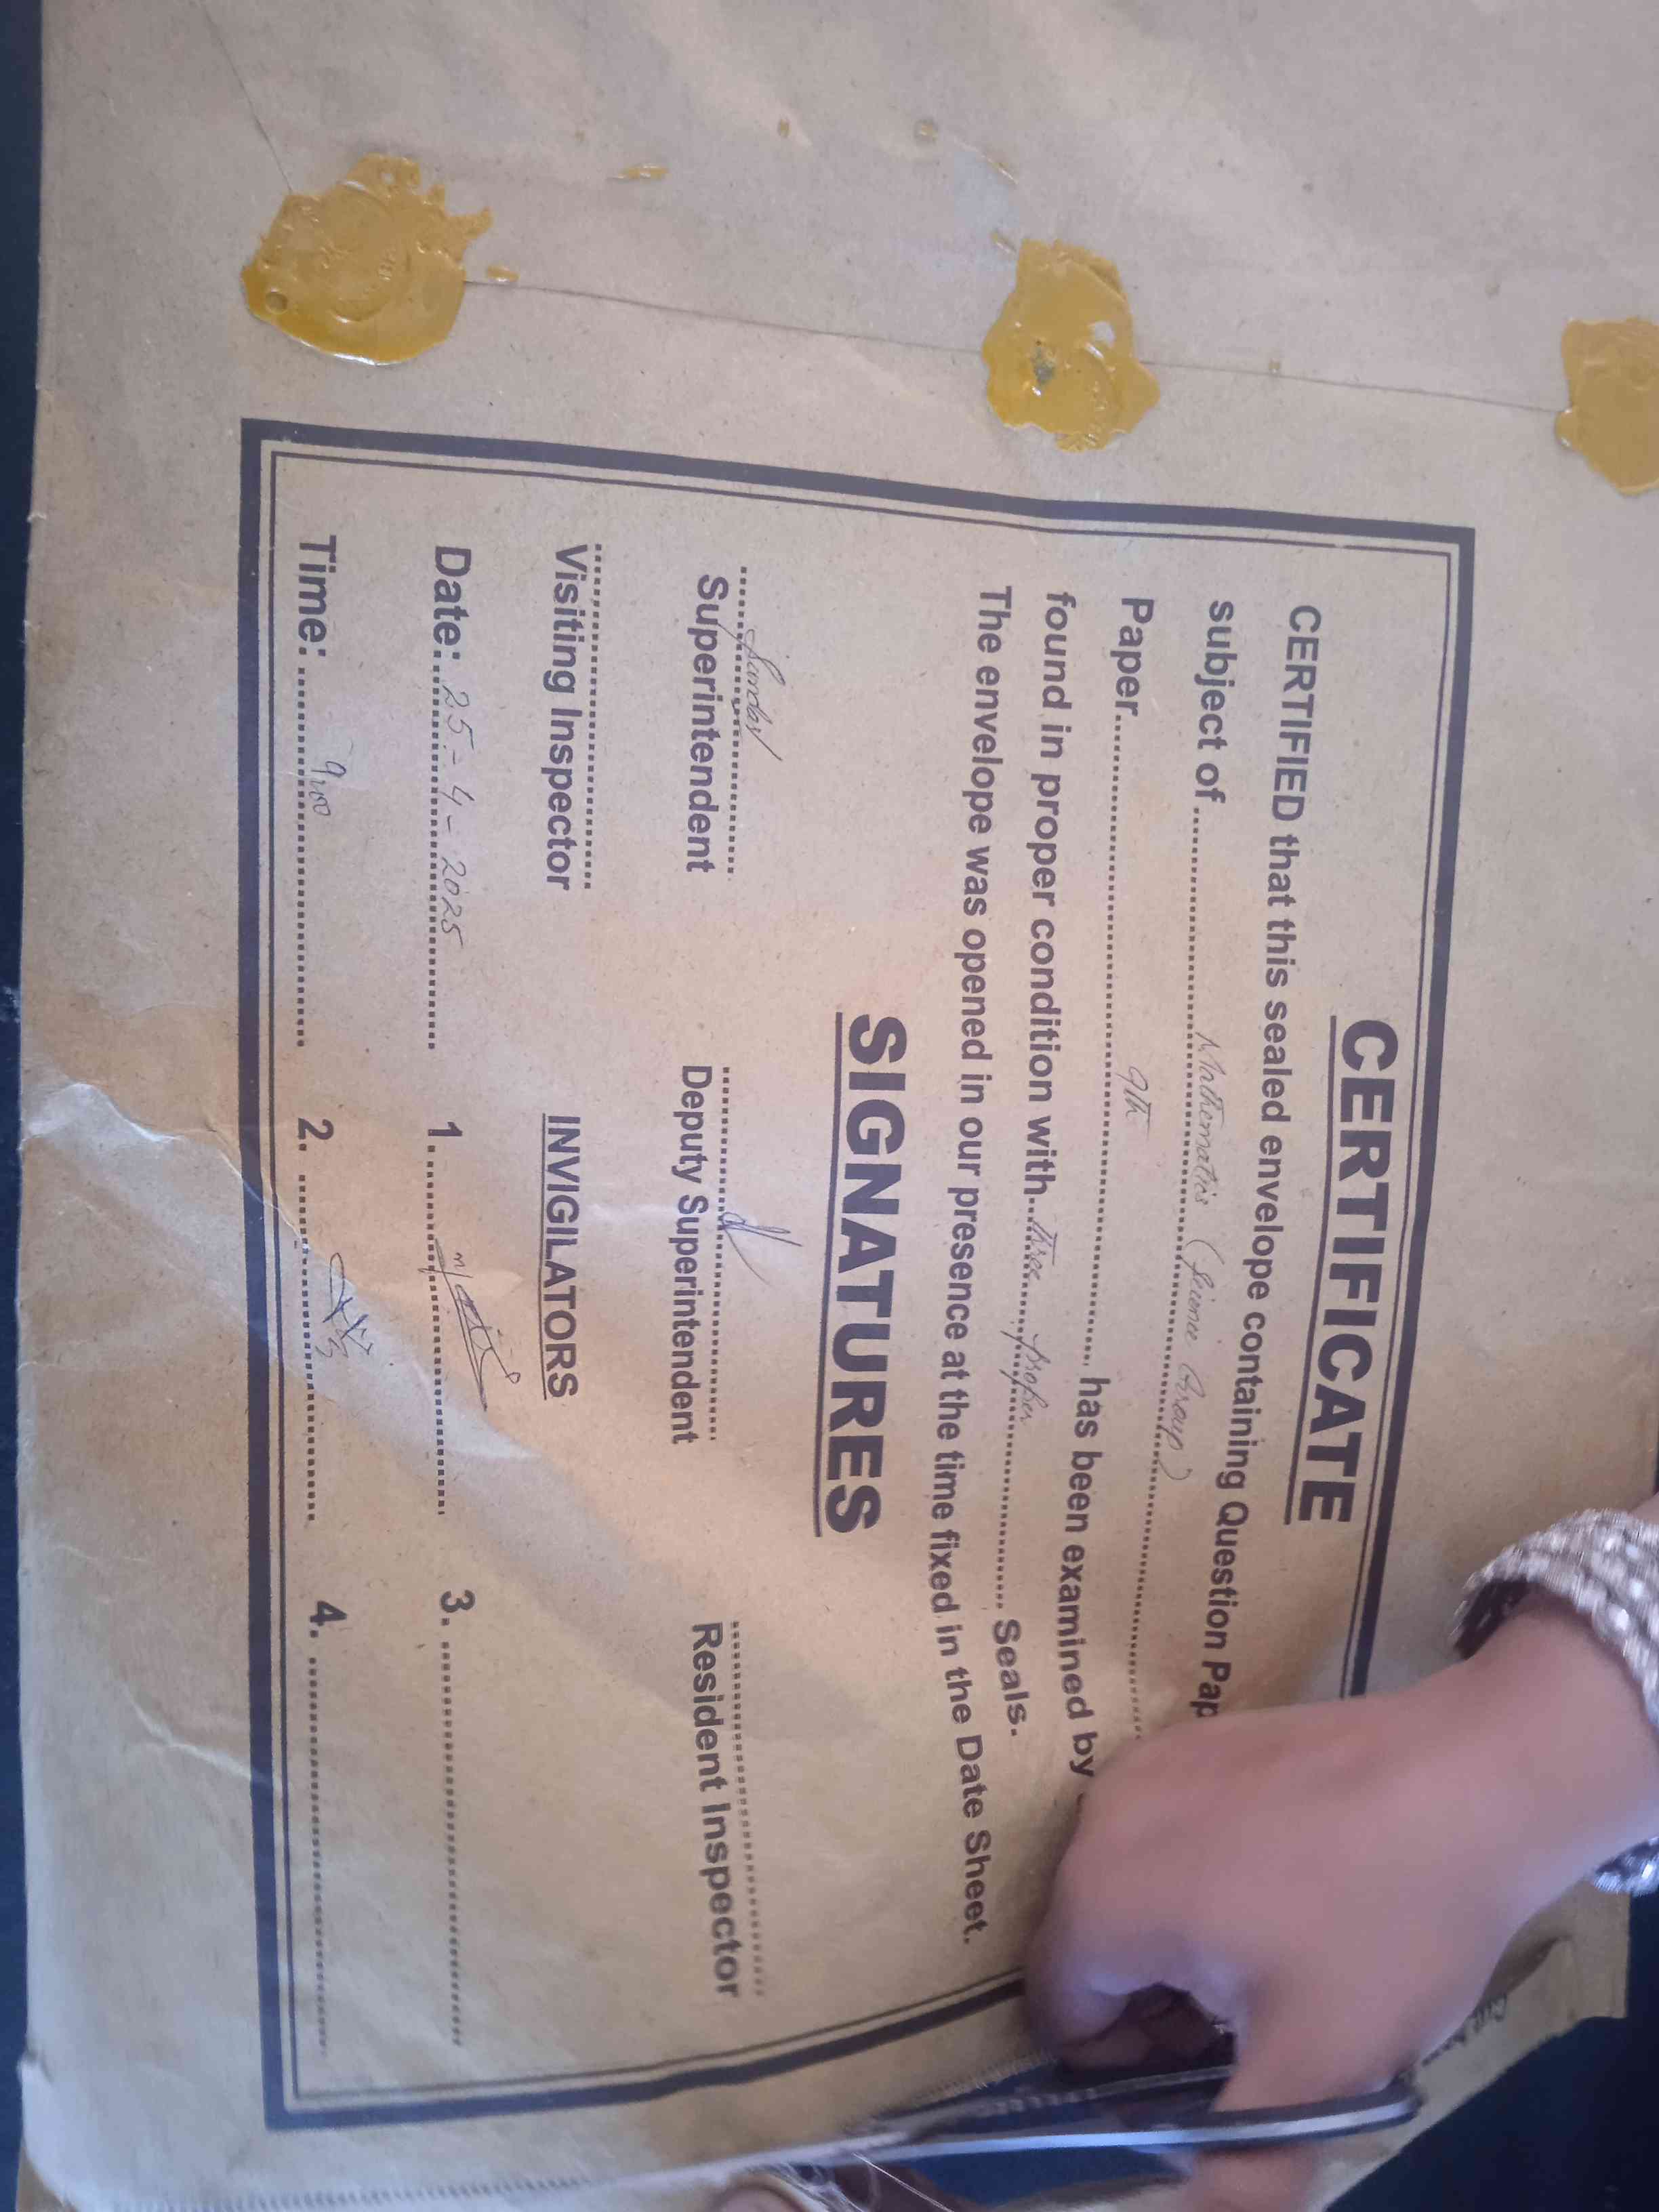 CERTIFICATE
CERTIFIED that this sealed envelope containing Question Pap
subject of Mathematics (Science Group)
Paper 9th has been examined by
found in proper condition with three proper Seals.
The envelope was opened in our presence at the time fixed in the Date Sheet.
SIGNATURES
Superintendent Deputy Superintendent Resident Inspector
Visiting Inspector INVIGILATORS
Date: 25-4-2025 1. 3.
Time: 9:00 2. 4.